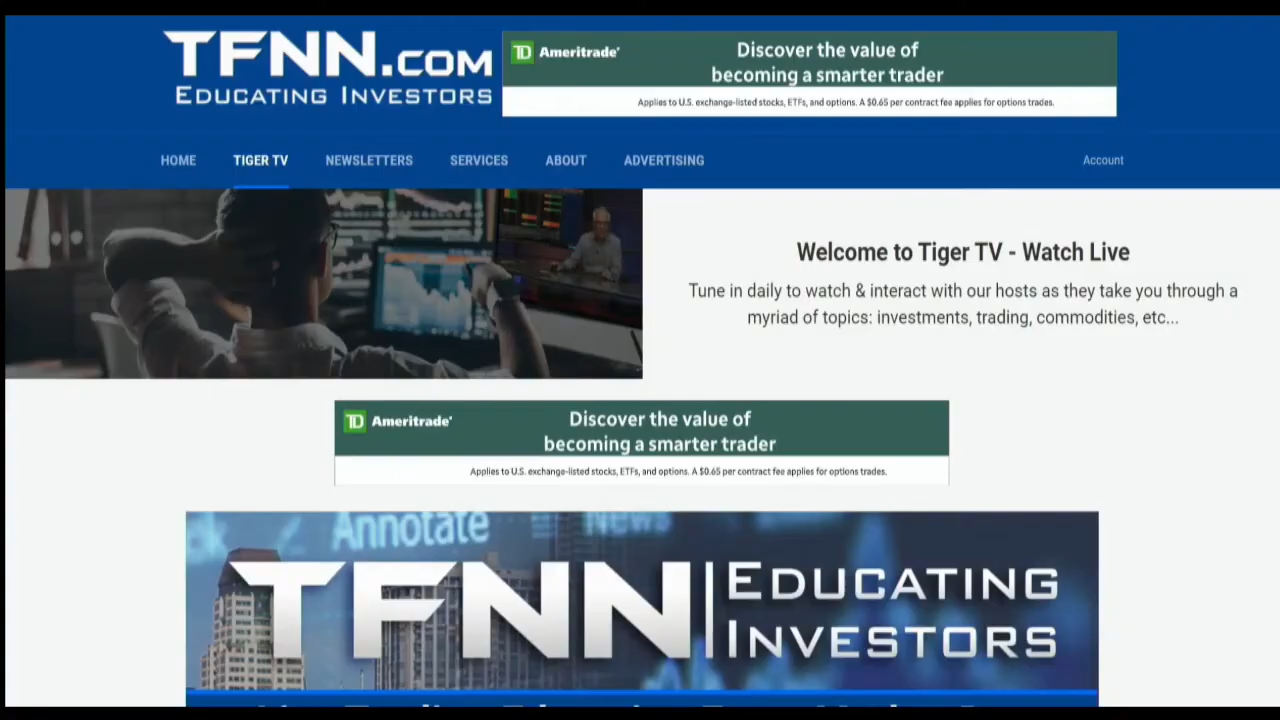 TFNN.COM
EDUCATING INVESTORS
TD Ameritrade
Discover the value of
becoming a smarter trader
Applies to U.S. exchange-listed stocks, ETFs, and options. A $0.65 per contract fee applies for options trades.
HOME TIGER TV NEWSLETTERS SERVICES ABOUT ADVERTISING Account
Welcome to Tiger TV - Watch Live
Tune in daily to watch & interact with our hosts as they take you through a
myriad of topics: investments, trading, commodities, etc...
TD Ameritrade
Discover the value of
becoming a smarter trader
Applies to U.S. exchange-listed stocks, ETFs, and options. A $0.65 per contract fee applies for options trades.
Annotate News
TFNN EDUCATING
INVESTORS